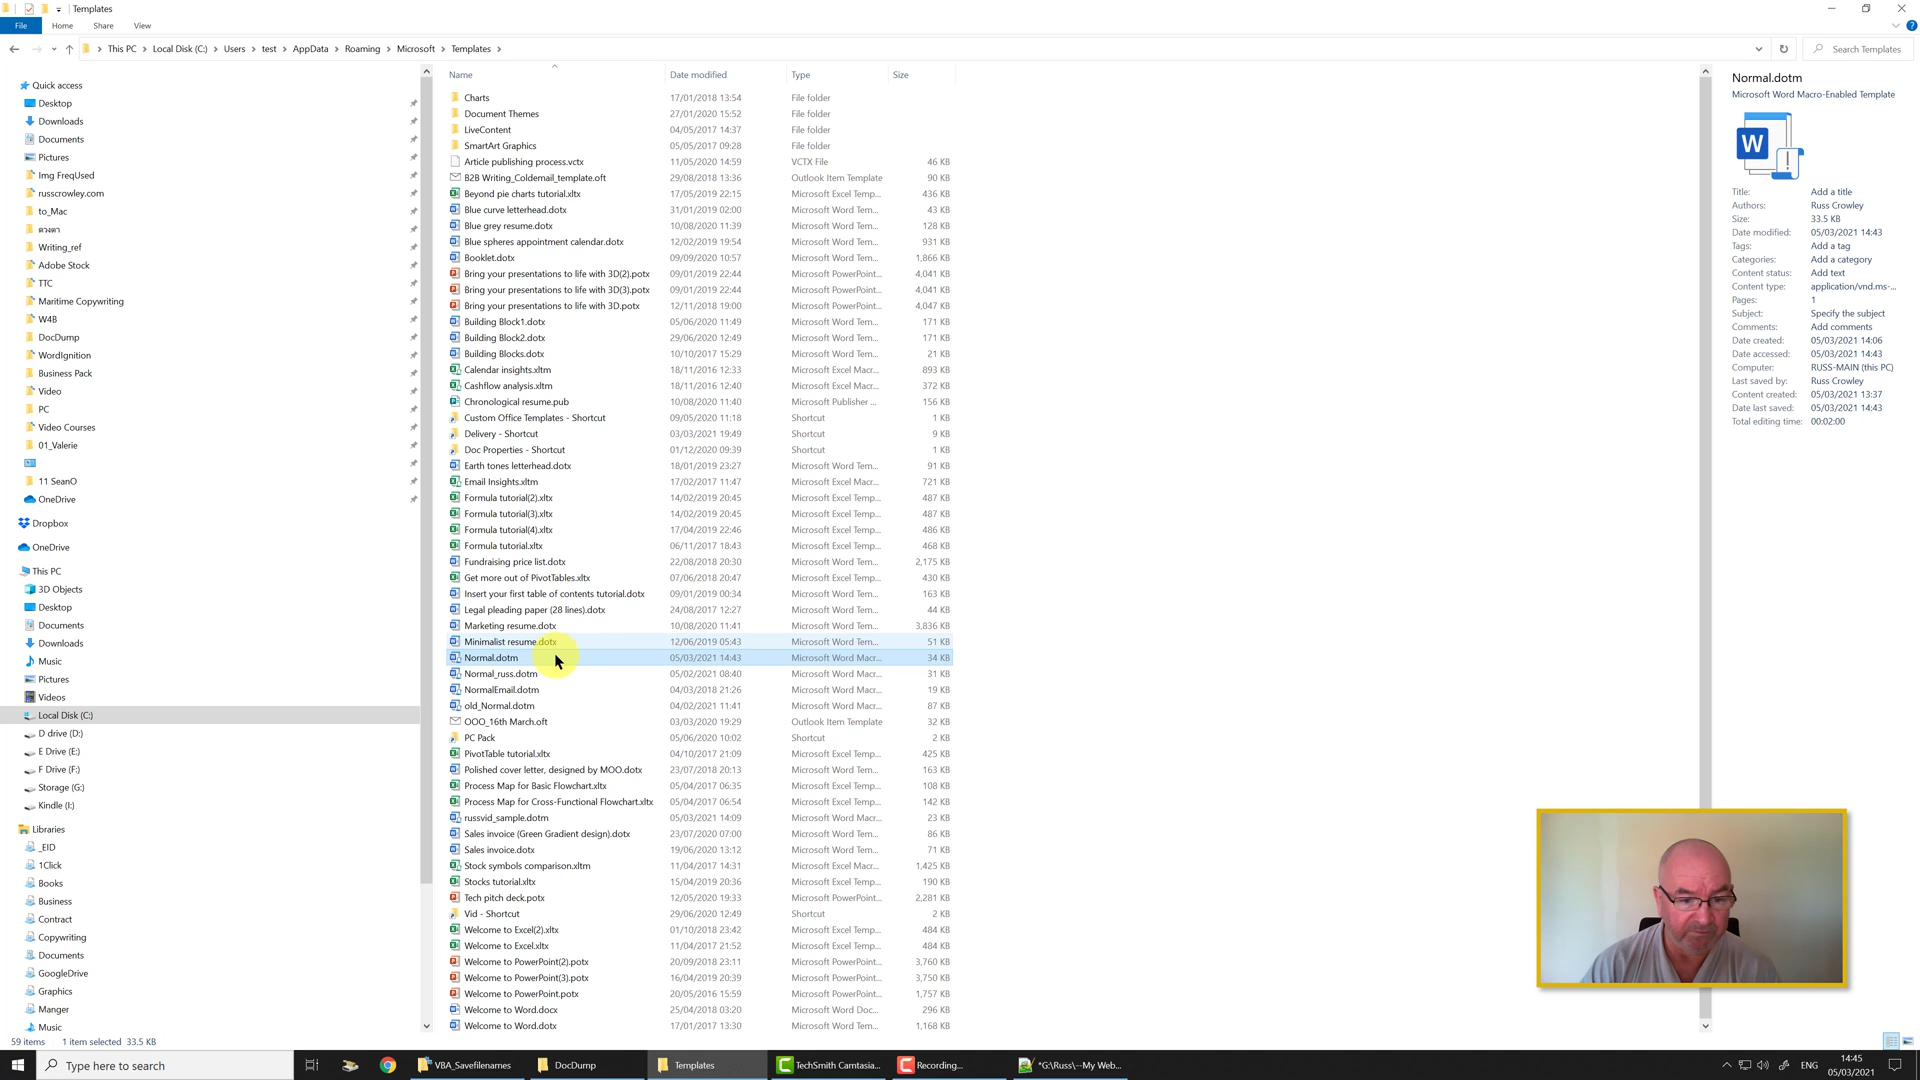 Templates
File
Home
Share
View
This PC
Local Disk (C:)
Users
test
AppData
Roaming
Microsoft
Templates
Search Templates
Quick access
Desktop
Downloads
Documents
Pictures
Img FreqUsed
russcrowley.com
to_Mac
ดวงตา
Writing_ref
Adobe Stock
TTC
Maritime Copywriting
W4B
DocDump
WordIgnition
Business Pack
Video
PC
Video Courses
01_Valerie
11 SeanO
OneDrive
Dropbox
OneDrive
This PC
3D Objects
Desktop
Documents
Downloads
Music
Pictures
Videos
Local Disk (C:)
D drive (D:)
E Drive (E:)
F Drive (F:)
Storage (G:)
Kindle (I:)
Libraries
_EID
1Click
Books
Business
Contract
Copywriting
Documents
GoogleDrive
Graphics
Manger
Music
Name Date modified Type Size
Charts 17/01/2018 13:54 File folder
Document Themes 27/01/2020 15:52 File folder
LiveContent 04/05/2017 14:37 File folder
SmartArt Graphics 05/05/2017 09:28 File folder
Article publishing process.vctx 11/05/2020 14:59 VCTX File 46 KB
B2B Writing_Coldemail_template.oft 29/08/2018 13:36 Outlook Item Template 90 KB
Beyond pie charts tutorial.xltx 17/05/2019 22:15 Microsoft Excel Temp... 436 KB
Blue curve letterhead.dotx 31/01/2019 02:00 Microsoft Word Tem... 43 KB
Blue grey resume.dotx 10/08/2020 11:39 Microsoft Word Tem... 128 KB
Blue spheres appointment calendar.dotx 12/02/2019 19:54 Microsoft Word Tem... 931 KB
Booklet.dotx 09/09/2020 10:57 Microsoft Word Tem... 1,866 KB
Bring your presentations to life with 3D(2).potx 09/01/2019 22:44 Microsoft PowerPoint... 4,041 KB
Bring your presentations to life with 3D(3).potx 09/01/2019 22:44 Microsoft PowerPoint... 4,041 KB
Bring your presentations to life with 3D.potx 12/11/2018 19:00 Microsoft PowerPoint... 4,047 KB
Building Block1.dotx 05/06/2020 11:49 Microsoft Word Tem... 171 KB
Building Block2.dotx 29/06/2020 12:49 Microsoft Word Tem... 171 KB
Building Blocks.dotx 10/10/2017 15:29 Microsoft Word Tem... 21 KB
Calendar insights.xltm 18/11/2016 12:33 Microsoft Excel Macr... 893 KB
Cashflow analysis.xltm 18/11/2016 12:40 Microsoft Excel Macr... 372 KB
Chronological resume.pub 10/08/2020 11:40 Microsoft Publisher ... 156 KB
Custom Office Templates - Shortcut 09/05/2020 11:18 Shortcut 1 KB
Delivery - Shortcut 03/03/2021 19:49 Shortcut 9 KB
Doc Properties - Shortcut 01/12/2020 09:39 Shortcut 1 KB
Earth tones letterhead.dotx 18/01/2019 23:27 Microsoft Word Tem... 91 KB
Email Insights.xltm 17/02/2017 11:47 Microsoft Excel Macr... 721 KB
Formula tutorial(2).xltx 14/02/2019 20:45 Microsoft Excel Temp... 487 KB
Formula tutorial(3).xltx 14/02/2019 20:45 Microsoft Excel Temp... 487 KB
Formula tutorial(4).xltx 17/04/2019 22:46 Microsoft Excel Temp... 486 KB
Formula tutorial.xltx 06/11/2017 18:43 Microsoft Excel Temp... 468 KB
Fundraising price list.dotx 22/08/2018 20:30 Microsoft Word Tem... 2,175 KB
Get more out of PivotTables.xltx 07/06/2018 20:47 Microsoft Excel Temp... 430 KB
Insert your first table of contents tutorial.dotx 09/01/2019 00:34 Microsoft Word Tem... 163 KB
Legal pleading paper (28 lines).dotx 24/08/2017 12:27 Microsoft Word Tem... 44 KB
Marketing resume.dotx 10/08/2020 11:41 Microsoft Word Tem... 3,836 KB
Minimalist resume.dotx 12/06/2019 05:43 Microsoft Word Tem... 51 KB
Normal.dotm 05/03/2021 14:43 Microsoft Word Macr... 34 KB
Normal_russ.dotm 05/02/2021 08:40 Microsoft Word Macr... 31 KB
NormalEmail.dotm 04/03/2018 21:26 Microsoft Word Macr... 19 KB
old_Normal.dotm 04/02/2021 11:41 Microsoft Word Macr... 87 KB
OOO_16th March.oft 03/03/2020 19:29 Outlook Item Template 32 KB
PC Pack 05/06/2020 10:02 Shortcut 2 KB
PivotTable tutorial.xltx 04/10/2017 21:09 Microsoft Excel Temp... 425 KB
Polished cover letter, designed by MOO.dotx 23/07/2018 20:13 Microsoft Word Tem... 163 KB
Process Map for Basic Flowchart.xltx 05/04/2017 06:35 Microsoft Excel Temp... 108 KB
Process Map for Cross-Functional Flowchart.xltx 05/04/2017 06:54 Microsoft Excel Temp... 142 KB
russvid_sample.dotm 05/03/2021 14:09 Microsoft Word Macr... 23 KB
Sales invoice (Green Gradient design).dotx 23/07/2020 07:00 Microsoft Word Tem... 86 KB
Sales invoice.dotx 19/06/2020 13:12 Microsoft Word Tem... 71 KB
Stock symbols comparison.xltm 11/04/2017 14:31 Microsoft Excel Macr... 1,425 KB
Stocks tutorial.xltx 15/04/2019 20:36 Microsoft Excel Temp... 190 KB
Tech pitch deck.potx 12/05/2020 19:33 Microsoft PowerPoint... 2,281 KB
Vid - Shortcut 29/06/2020 12:49 Shortcut 2 KB
Welcome to Excel(2).xltx 01/10/2018 23:42 Microsoft Excel Temp... 484 KB
Welcome to Excel.xltx 11/04/2017 21:52 Microsoft Excel Temp... 484 KB
Welcome to PowerPoint(2).potx 20/09/2018 23:11 Microsoft PowerPoint... 3,760 KB
Welcome to PowerPoint(3).potx 16/04/2019 20:39 Microsoft PowerPoint... 3,750 KB
Welcome to PowerPoint.potx 20/05/2016 15:59 Microsoft PowerPoint... 1,757 KB
Welcome to Word.docx 25/04/2018 03:20 Microsoft Word Doc... 296 KB
Welcome to Word.dotx 17/01/2017 13:30 Microsoft Word Tem... 1,168 KB
Normal.dotm
Microsoft Word Macro-Enabled Template
W
Title: Add a title
Authors: Russ Crowley
Size: 33.5 KB
Date modified: 05/03/2021 14:43
Tags: Add a tag
Categories: Add a category
Content status: Add text
Content type: application/vnd.ms-...
Pages: 1
Subject: Specify the subject
Comments: Add comments
Date created: 05/03/2021 14:06
Date accessed: 05/03/2021 14:43
Computer: RUSS-MAIN (this PC)
Last saved by: Russ Crowley
Content created: 05/03/2021 13:37
Date last saved: 05/03/2021 14:43
Total editing time: 00:02:00
59 items 1 item selected 33.5 KB
Type here to search
VBA_Savefilenames
DocDump
Templates
TechSmith Camtasia...
Recording...
*G:\Russ\--My Web...
ENG
14:45
05/03/2021